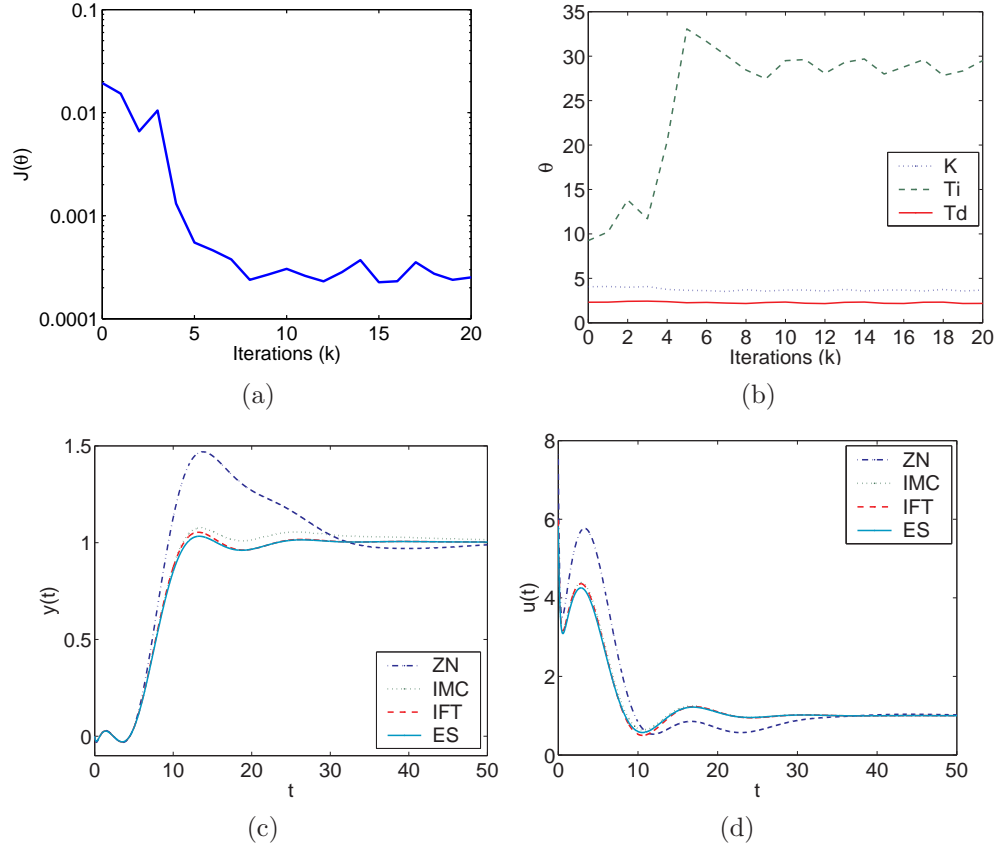 0.1
0.01
0.001
0.0001
J(θ)
0 5 10 15 20
Iterations (k)
(a)
35
30
25
20
15
10
5
0
θ
K
Ti
Td
0 2 4 6 8 10 12 14 16 18 20
Iterations (k)
(b)
1.5
1
0.5
0
y(t)
ZN
IMC
IFT
ES
0 10 20 30 40 50
t
(c)
8
6
4
2
0
u(t)
ZN
IMC
IFT
ES
0 10 20 30 40 50
t
(d)